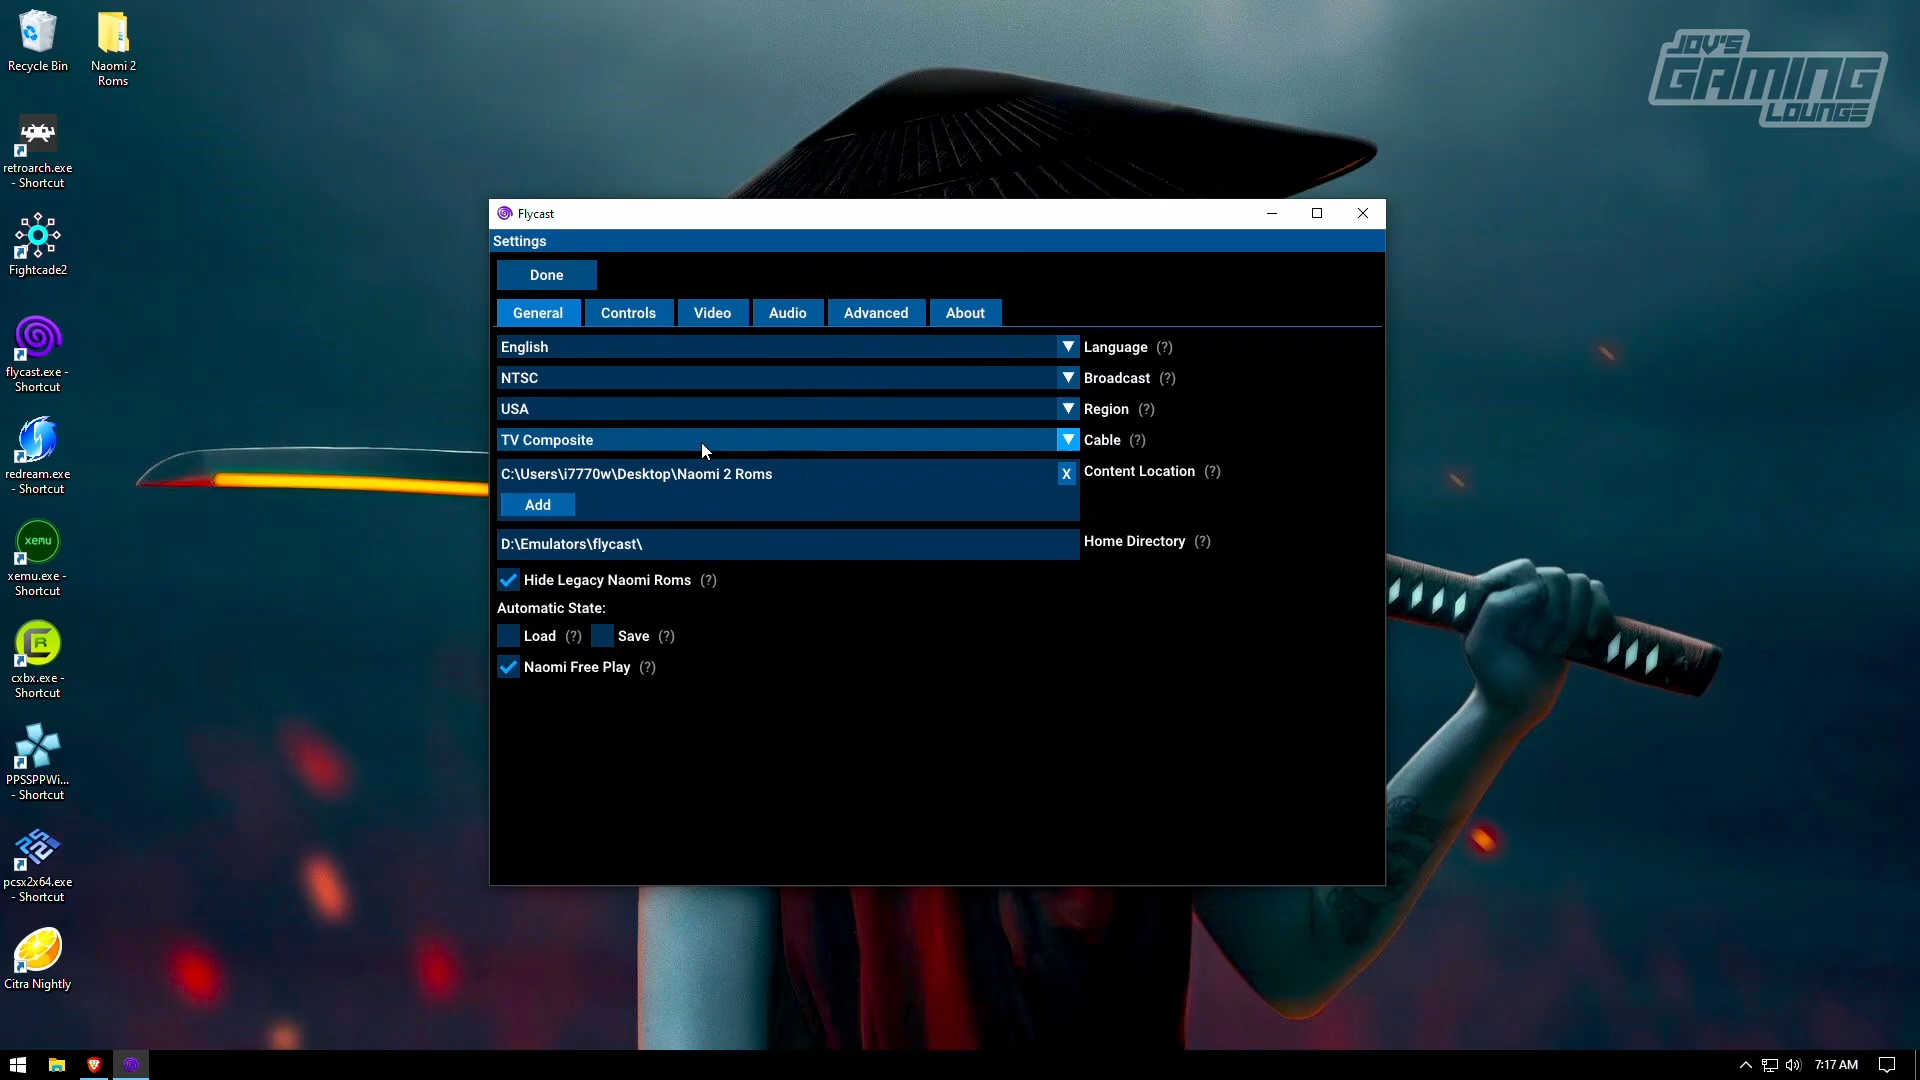 Recycle Bin
Naomi 2
Roms
retroarch.exe
- Shortcut
Fightcade2
flycast.exe -
Shortcut
redream.exe
- Shortcut
xemu
xemu.exe -
Shortcut
cxbx.exe -
Shortcut
PPSSPPWi...
- Shortcut
pcsx2x64.exe
- Shortcut
Citra Nightly
JOV'S
GAMING
LOUNGE
Flycast
Settings
Done
General
Controls
Video
Audio
Advanced
About
English
Language (?)
NTSC
Broadcast (?)
USA
Region (?)
TV Composite
Cable (?)
C:\Users\i7770w\Desktop\Naomi 2 Roms
X
Content Location (?)
Add
D:\Emulators\flycast\
Home Directory (?)
Hide Legacy Naomi Roms (?)
Automatic State:
Load (?)
Save (?)
Naomi Free Play (?)
7:17 AM